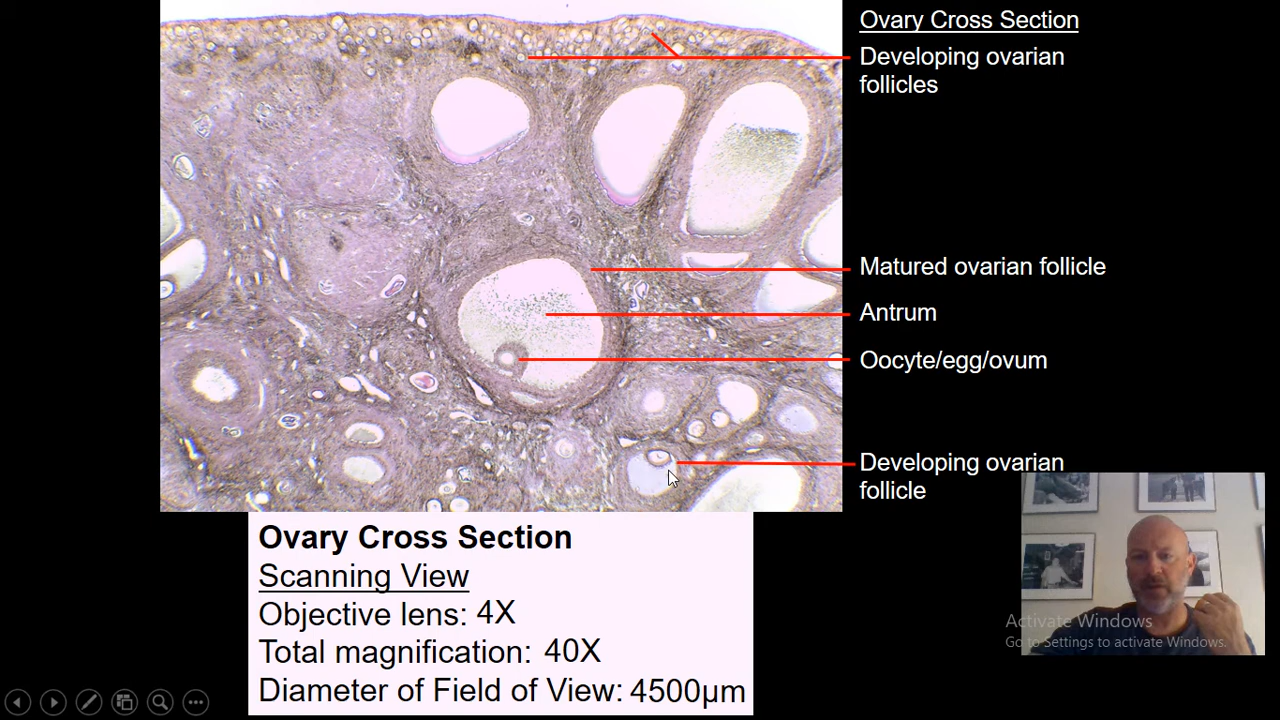 Ovary Cross Section
Developing ovarian
follicles
Matured ovarian follicle
Antrum
Oocyte/egg/ovum
Developing ovarian
follicle
Ovary Cross Section
Scanning View
Objective lens: 4X
Total magnification: 40X
Diameter of Field of View: 4500µm
Activate Windows
Go to Settings to activate Windows.